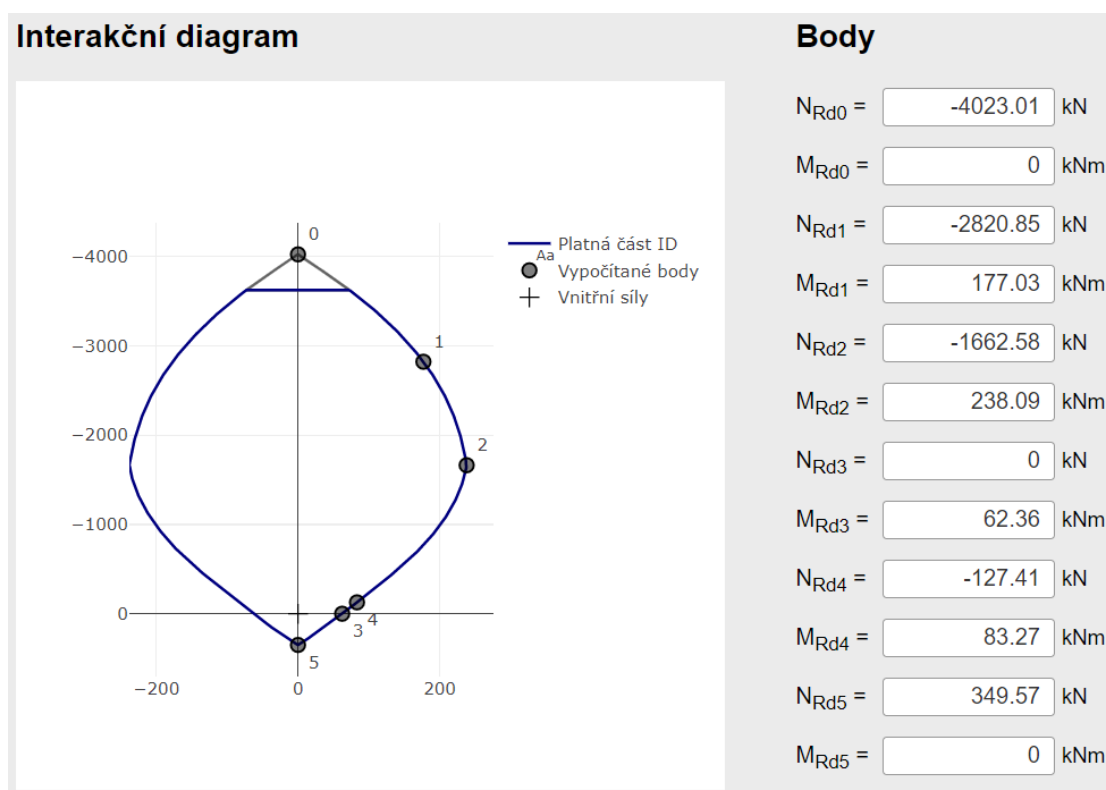 Interakční diagram
0
−4000
1
−3000
2
−2000
−1000
0
4
3
5
−200
0
200
Platná část ID
Aa
Vypočítané body
Vnitřní síly
Body
NRd0 = -4023.01 kN
MRd0 = 0 kNm
NRd1 = -2820.85 kN
MRd1 = 177.03 kNm
NRd2 = -1662.58 kN
MRd2 = 238.09 kNm
NRd3 = 0 kN
MRd3 = 62.36 kNm
NRd4 = -127.41 kN
MRd4 = 83.27 kNm
NRd5 = 349.57 kN
MRd5 = 0 kNm